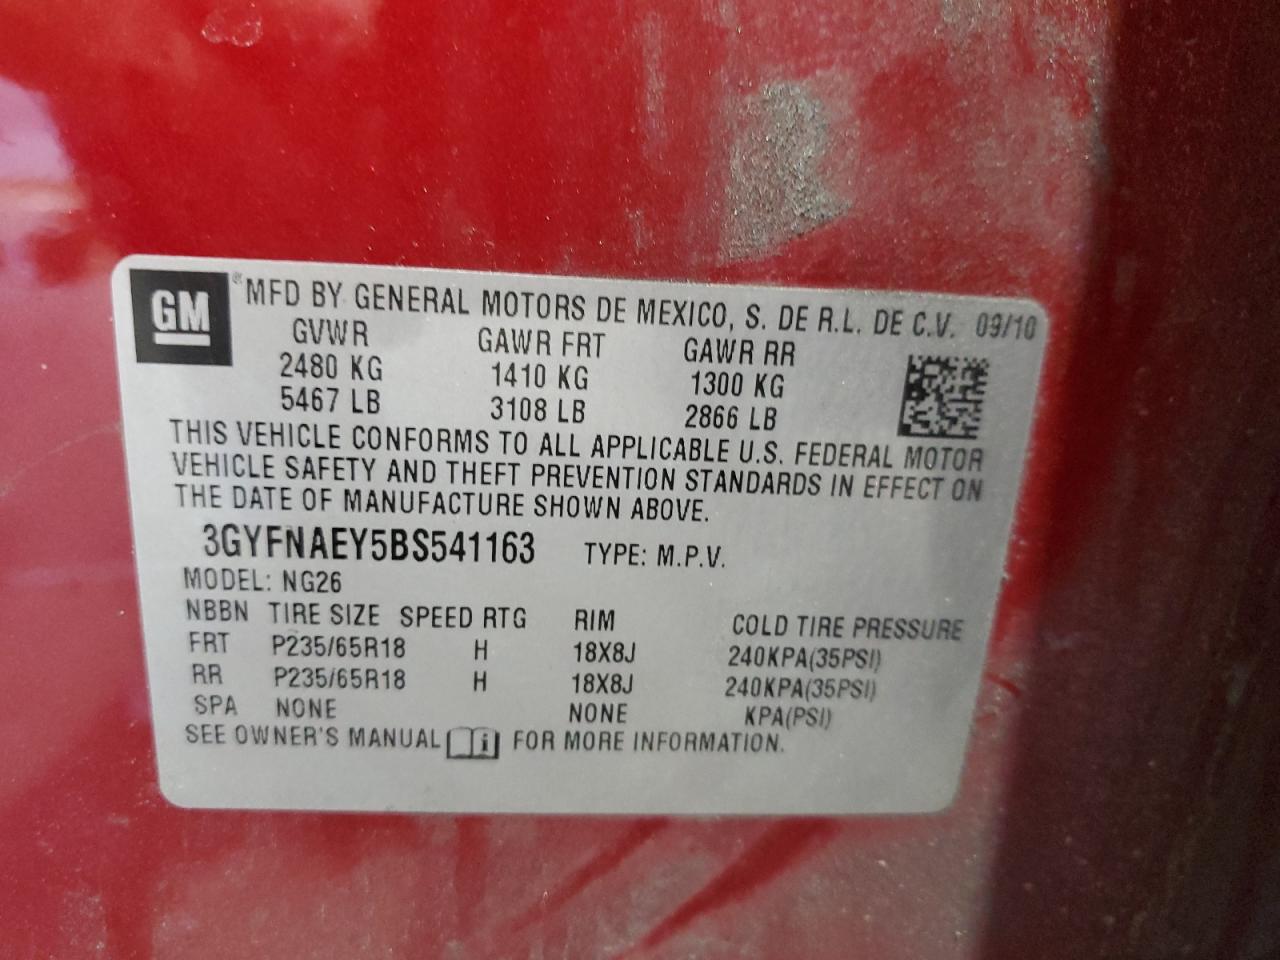 GM ® MFD BY GENERAL MOTORS DE MEXICO, S. DE R.L. DE C.V. 09/10
GVWR GAWR FRT GAWR RR
2480 KG 1410 KG 1300 KG
5467 LB 3108 LB 2866 LB
THIS VEHICLE CONFORMS TO ALL APPLICABLE U.S. FEDERAL MOTOR
VEHICLE SAFETY AND THEFT PREVENTION STANDARDS IN EFFECT ON
THE DATE OF MANUFACTURE SHOWN ABOVE.
3GYFNAEY5BS541163 TYPE: M.P.V.
MODEL: NG26
NBBN TIRE SIZE SPEED RTG RIM COLD TIRE PRESSURE
FRT P235/65R18 H 18X8J 240KPA(35PSI)
RR P235/65R18 H 18X8J 240KPA(35PSI)
SPA NONE NONE KPA(PSI)
SEE OWNER'S MANUAL i FOR MORE INFORMATION.